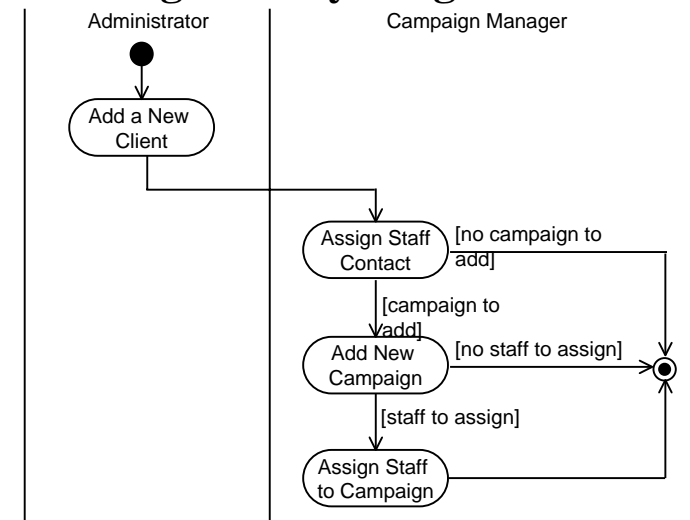 Administrator
Campaign Manager
Add a New
Client
Assign Staff
Contact
[no campaign to
add]
[campaign to
add]
Add New
Campaign
[no staff to assign]
[staff to assign]
Assign Staff
to Campaign